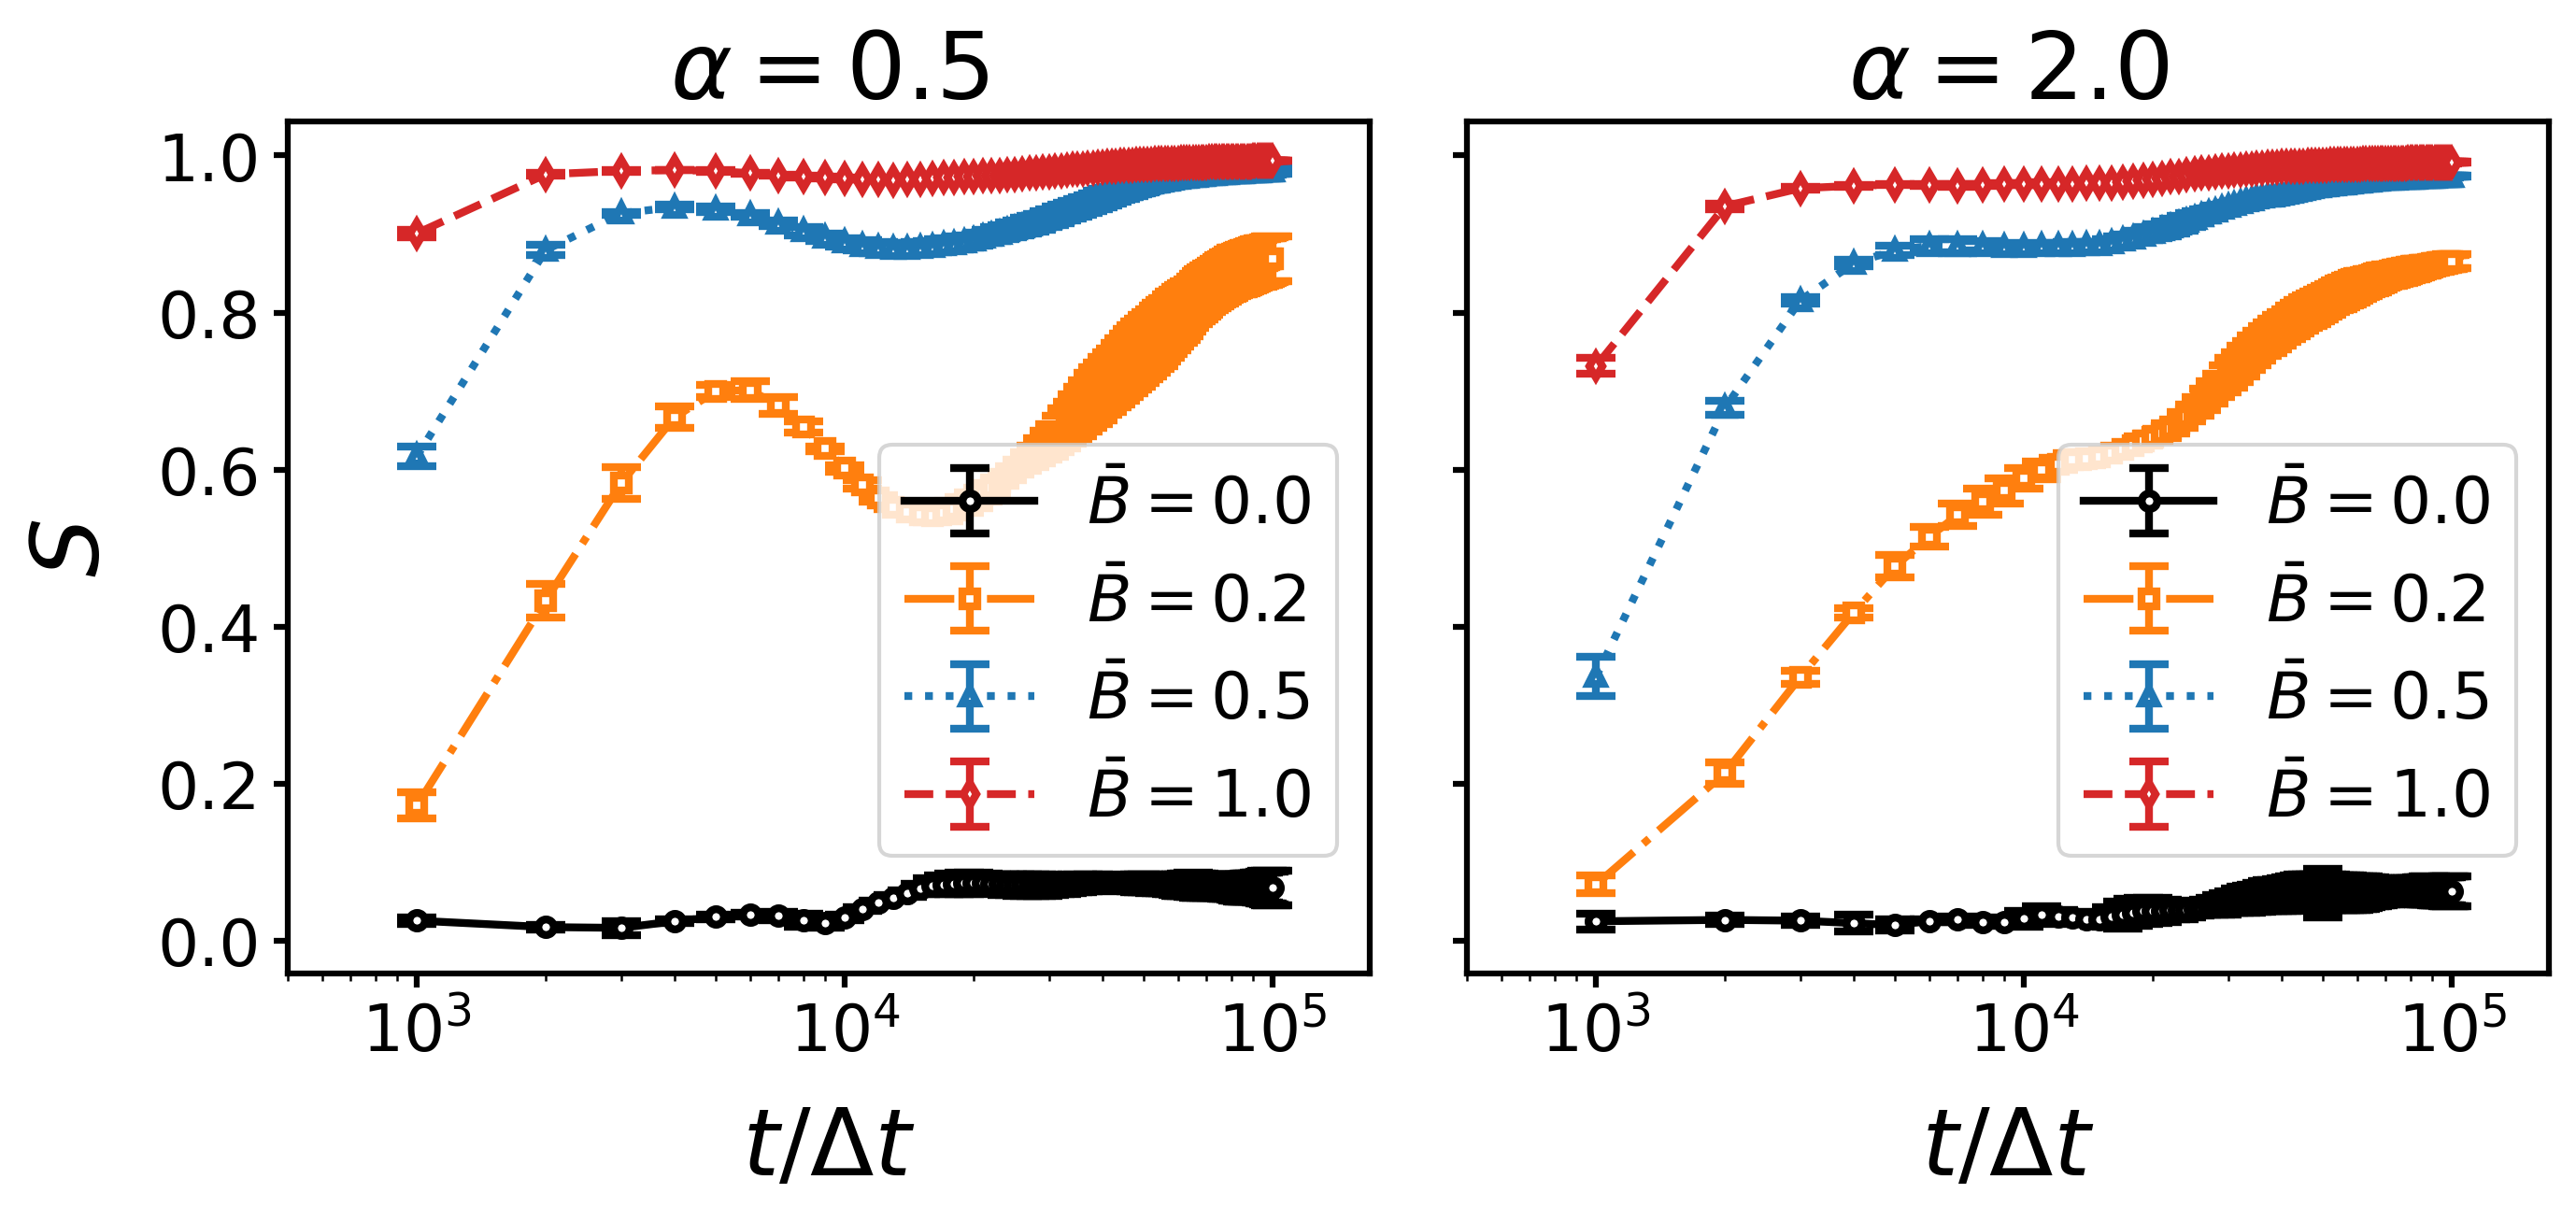 α = 0.5
α = 2.0
S
1.0
0.8
0.6
0.4
0.2
0.0
B̄ = 0.0
B̄ = 0.2
B̄ = 0.5
B̄ = 1.0
B̄ = 0.0
B̄ = 0.2
B̄ = 0.5
B̄ = 1.0
10³
10⁴
10⁵
10³
10⁴
10⁵
t/Δt
t/Δt